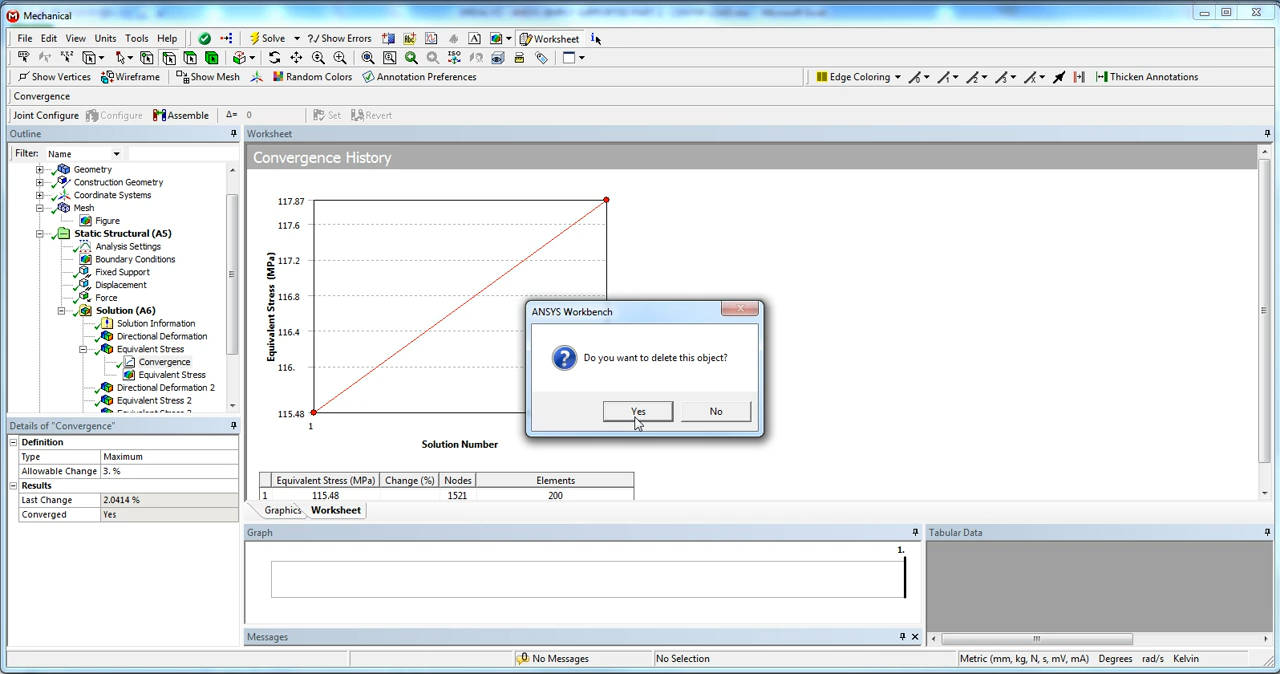 Mechanical
File Edit View Units Tools Help Solve ?/ Show Errors Worksheet
Show Vertices Wireframe Show Mesh Random Colors Annotation Preferences Edge Coloring Thicken Annotations
Convergence
Joint Configure Configure Assemble Δ= 0 Set Revert
Outline
Filter: Name
Geometry
Construction Geometry
Coordinate Systems
Mesh
Figure
Static Structural (A5)
Analysis Settings
Boundary Conditions
Fixed Support
Displacement
Force
Solution (A6)
Solution Information
Directional Deformation
Equivalent Stress
Convergence
Equivalent Stress
Directional Deformation 2
Equivalent Stress 2
Details of "Convergence"
Definition
Type Maximum
Allowable Change 3. %
Results
Last Change 2.0414 %
Converged Yes
Worksheet
Convergence History
117.87
117.6
117.2
116.8
116.4
116.
115.48
Equivalent Stress (MPa)
1
Solution Number
Equivalent Stress (MPa) Change (%) Nodes Elements
1 115.48 1521 200
Graphics Worksheet
ANSYS Workbench
Do you want to delete this object?
Yes No
Graph
1.
Tabular Data
Messages
No Messages No Selection Metric (mm, kg, N, s, mV, mA) Degrees rad/s Kelvin